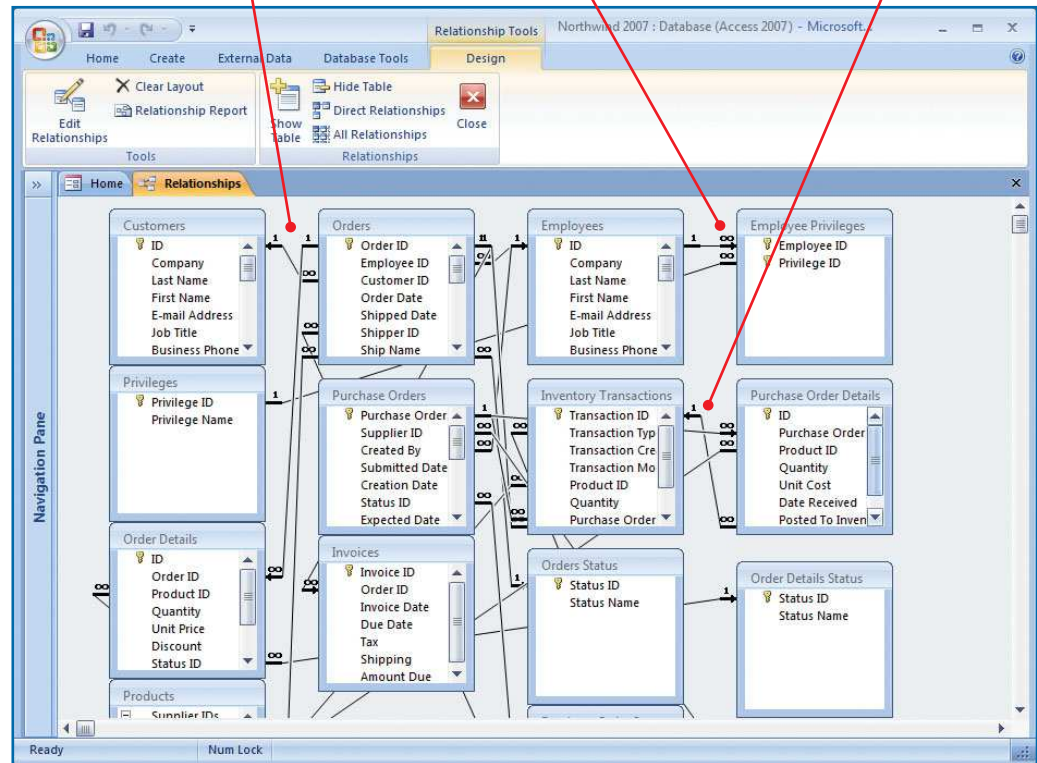 Relationship Tools
Northwind 2007 : Database (Access 2007) - Microsoft...
Home Create External Data Database Tools Design
Edit Relationships
Clear Layout
Relationship Report
Tools
Show Table
Hide Table
Direct Relationships
All Relationships
Close
Relationships
Home Relationships
Navigation Pane
Customers
ID
Company
Last Name
First Name
E-mail Address
Job Title
Business Phone
Orders
Order ID
Employee ID
Customer ID
Order Date
Shipped Date
Shipper ID
Ship Name
Employees
ID
Company
Last Name
First Name
E-mail Address
Job Title
Business Phone
Employee Privileges
Employee ID
Privilege ID
Privileges
Privilege ID
Privilege Name
Purchase Orders
Purchase Order
Supplier ID
Created By
Submitted Date
Creation Date
Status ID
Expected Date
Inventory Transactions
Transaction ID
Transaction Typ
Transaction Cre
Transaction Mo
Product ID
Quantity
Purchase Order
Purchase Order Details
ID
Purchase Order
Product ID
Quantity
Unit Cost
Date Received
Posted To Inven
Order Details
ID
Order ID
Product ID
Quantity
Unit Price
Discount
Status ID
Invoices
Invoice ID
Order ID
Invoice Date
Due Date
Tax
Shipping
Amount Due
Orders Status
Status ID
Status Name
Order Details Status
Status ID
Status Name
Products
Supplier IDs
Ready Num Lock